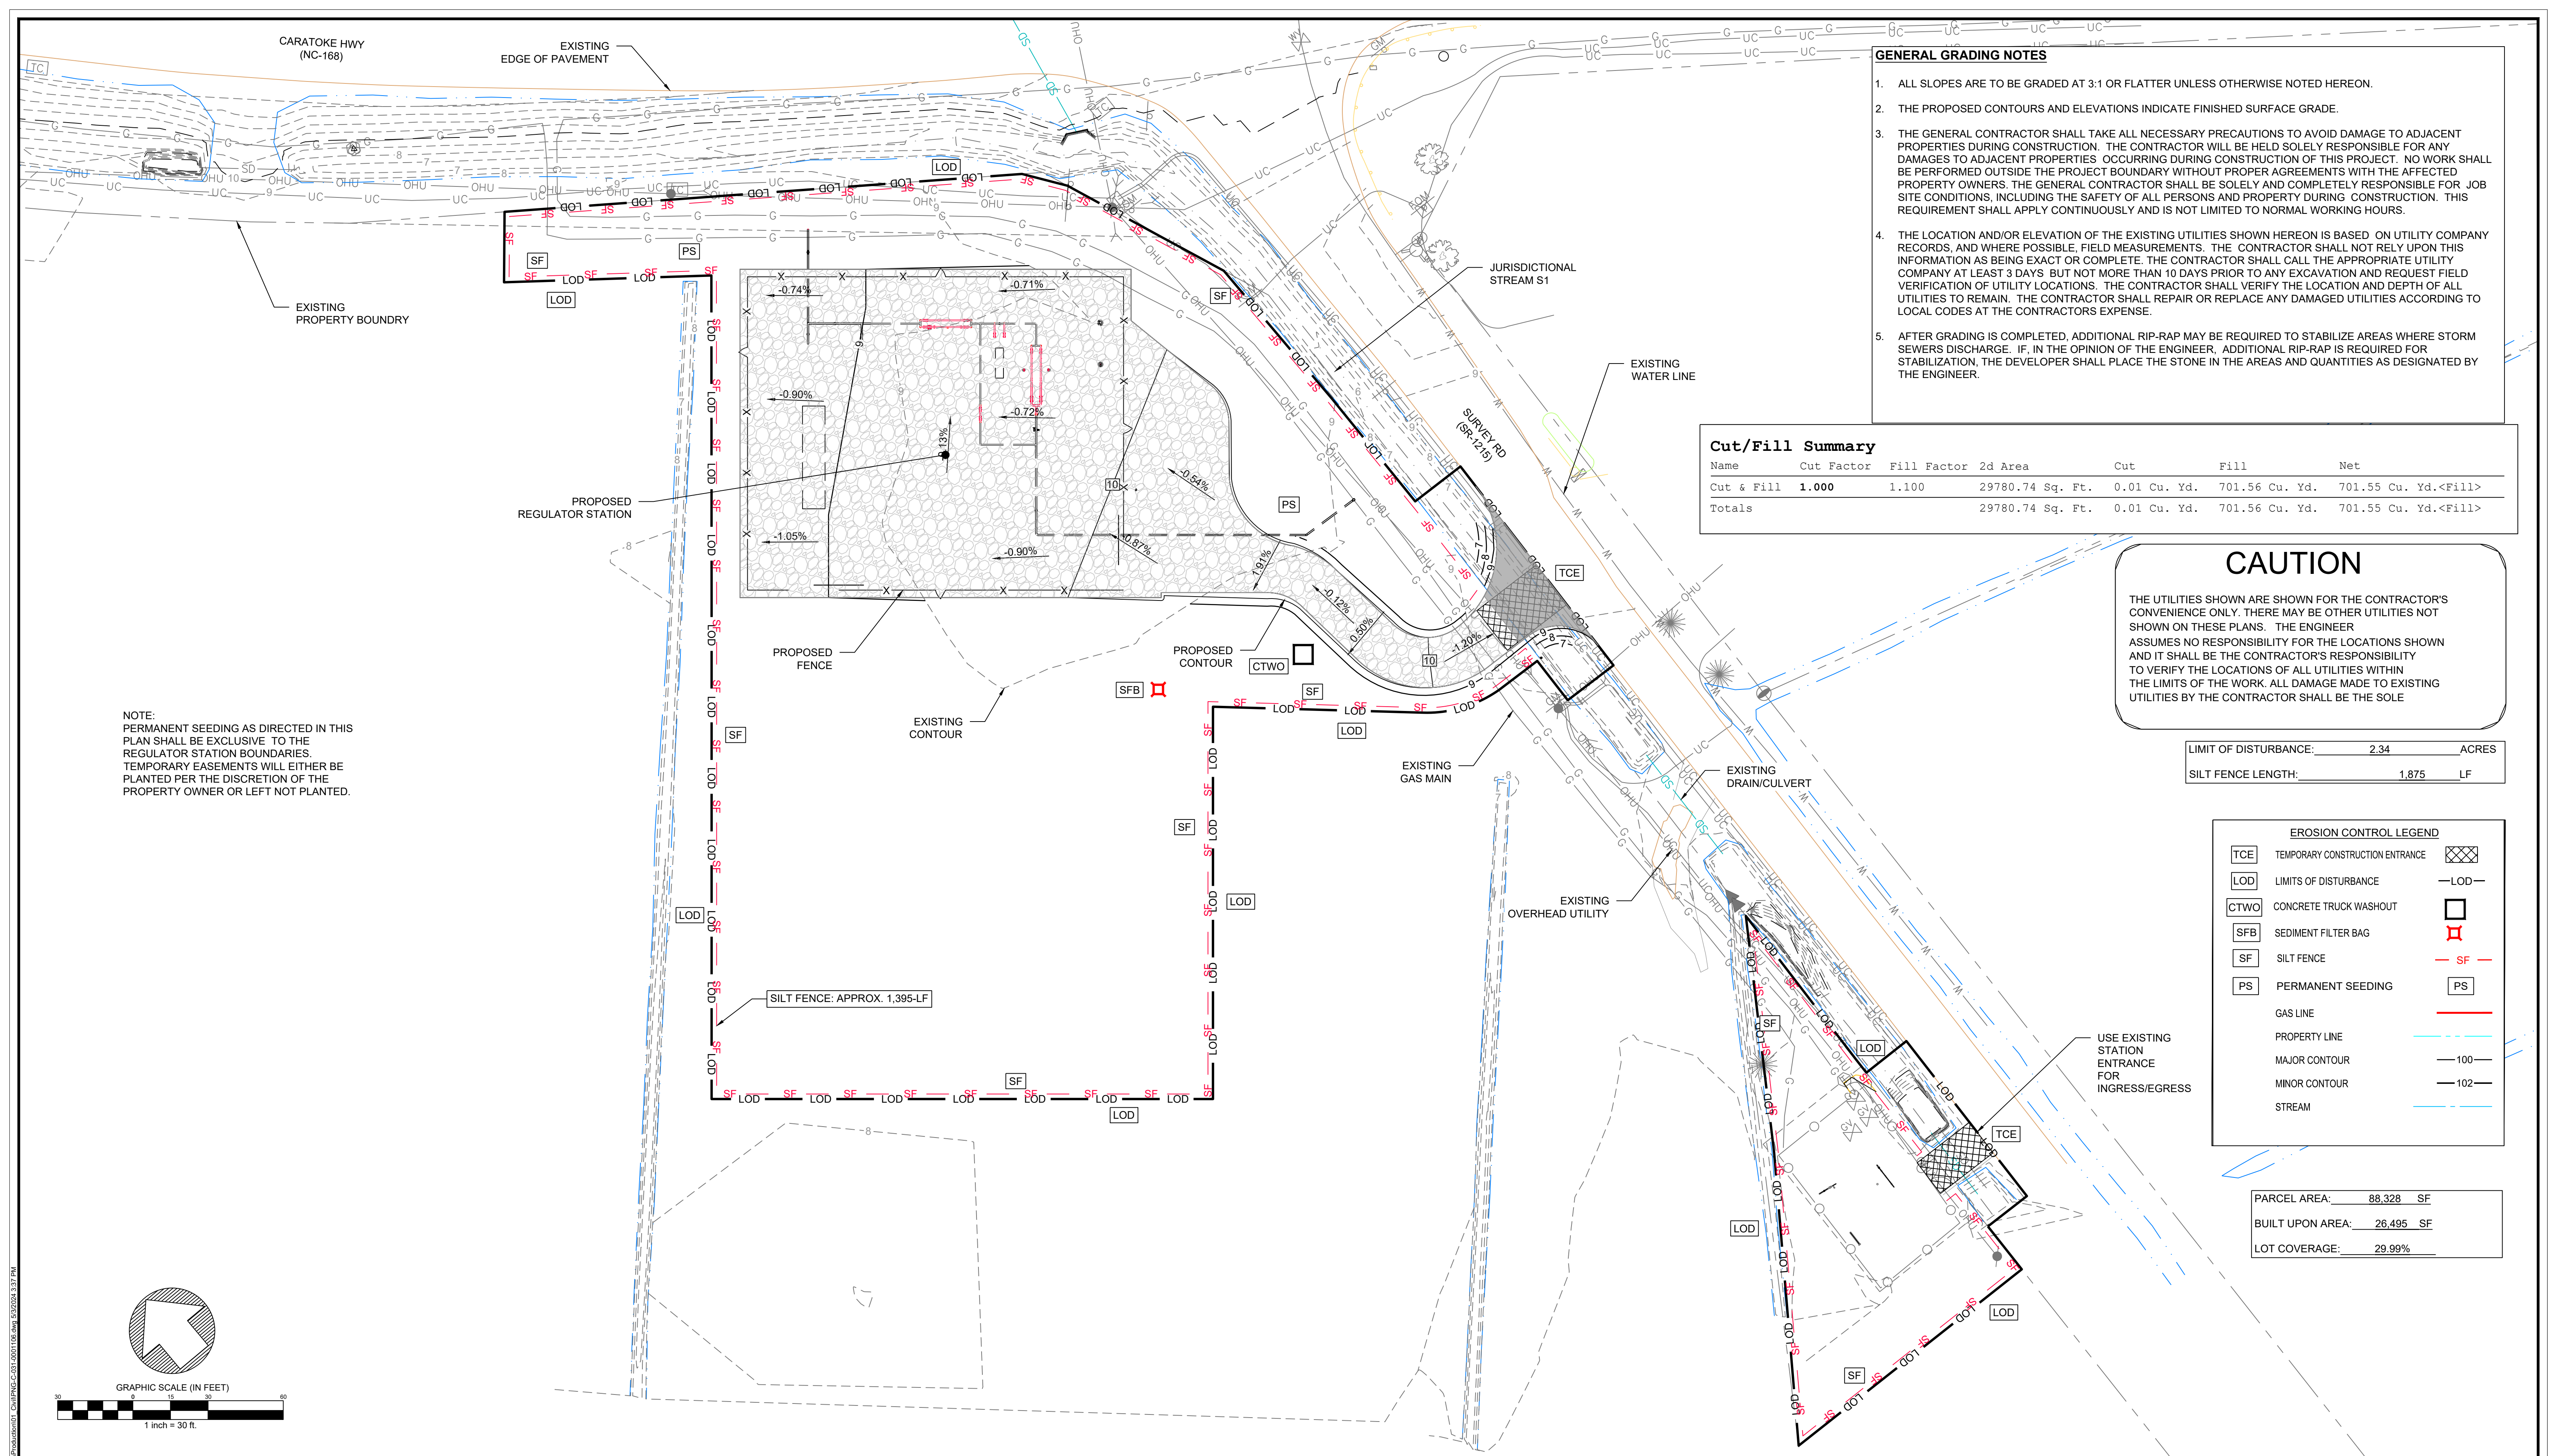 CARATOKE HWY
(NC-168)
EXISTING
EDGE OF PAVEMENT
EXISTING
PROPERTY BOUNDRY
JURISDICTIONAL
STREAM S1
EXISTING
WATER LINE
SURVEY RD
(SR-1215)
PROPOSED
REGULATOR STATION
PROPOSED
FENCE
PROPOSED
CONTOUR
EXISTING
CONTOUR
EXISTING
GAS MAIN
EXISTING
DRAIN/CULVERT
EXISTING
OVERHEAD UTILITY
USE EXISTING
STATION
ENTRANCE
FOR
INGRESS/EGRESS
SILT FENCE: APPROX. 1,395-LF
-0.74%
-0.71%
-0.90%
-0.72%
-0.54%
-1.05%
-0.90%
-0.87%
1.91%
-0.12%
0.50%
-1.20%
10
10
TCE
TCE
CTWO
SFB
PS
PS
SF
SF
SF
SF
SF
SF
SF
SF
LOD
LOD
LOD
LOD
LOD
LOD
LOD
LOD
LOD
NOTE:
PERMANENT SEEDING AS DIRECTED IN THIS
PLAN SHALL BE EXCLUSIVE TO THE
REGULATOR STATION BOUNDARIES.
TEMPORARY EASEMENTS WILL EITHER BE
PLANTED PER THE DISCRETION OF THE
PROPERTY OWNER OR LEFT NOT PLANTED.
GRAPHIC SCALE (IN FEET)
30 0 15 30 60
1 inch = 30 ft.
GENERAL GRADING NOTES
1. ALL SLOPES ARE TO BE GRADED AT 3:1 OR FLATTER UNLESS OTHERWISE NOTED HEREON.
2. THE PROPOSED CONTOURS AND ELEVATIONS INDICATE FINISHED SURFACE GRADE.
3. THE GENERAL CONTRACTOR SHALL TAKE ALL NECESSARY PRECAUTIONS TO AVOID DAMAGE TO ADJACENT
PROPERTIES DURING CONSTRUCTION. THE CONTRACTOR WILL BE HELD SOLELY RESPONSIBLE FOR ANY
DAMAGES TO ADJACENT PROPERTIES OCCURRING DURING CONSTRUCTION OF THIS PROJECT. NO WORK SHALL
BE PERFORMED OUTSIDE THE PROJECT BOUNDARY WITHOUT PROPER AGREEMENTS WITH THE AFFECTED
PROPERTY OWNERS. THE GENERAL CONTRACTOR SHALL BE SOLELY AND COMPLETELY RESPONSIBLE FOR JOB
SITE CONDITIONS, INCLUDING THE SAFETY OF ALL PERSONS AND PROPERTY DURING CONSTRUCTION. THIS
REQUIREMENT SHALL APPLY CONTINUOUSLY AND IS NOT LIMITED TO NORMAL WORKING HOURS.
4. THE LOCATION AND/OR ELEVATION OF THE EXISTING UTILITIES SHOWN HEREON IS BASED ON UTILITY COMPANY
RECORDS, AND WHERE POSSIBLE, FIELD MEASUREMENTS. THE CONTRACTOR SHALL NOT RELY UPON THIS
INFORMATION AS BEING EXACT OR COMPLETE. THE CONTRACTOR SHALL CALL THE APPROPRIATE UTILITY
COMPANY AT LEAST 3 DAYS BUT NOT MORE THAN 10 DAYS PRIOR TO ANY EXCAVATION AND REQUEST FIELD
VERIFICATION OF UTILITY LOCATIONS. THE CONTRACTOR SHALL VERIFY THE LOCATION AND DEPTH OF ALL
UTILITIES TO REMAIN. THE CONTRACTOR SHALL REPAIR OR REPLACE ANY DAMAGED UTILITIES ACCORDING TO
LOCAL CODES AT THE CONTRACTORS EXPENSE.
5. AFTER GRADING IS COMPLETED, ADDITIONAL RIP-RAP MAY BE REQUIRED TO STABILIZE AREAS WHERE STORM
SEWERS DISCHARGE. IF, IN THE OPINION OF THE ENGINEER, ADDITIONAL RIP-RAP IS REQUIRED FOR
STABILIZATION, THE DEVELOPER SHALL PLACE THE STONE IN THE AREAS AND QUANTITIES AS DESIGNATED BY
THE ENGINEER.
Cut/Fill Summary
Name Cut Factor Fill Factor 2d Area Cut Fill Net
Cut & Fill 1.000 1.100 29780.74 Sq. Ft. 0.01 Cu. Yd. 701.56 Cu. Yd. 701.55 Cu. Yd.<Fill>
Totals 29780.74 Sq. Ft. 0.01 Cu. Yd. 701.56 Cu. Yd. 701.55 Cu. Yd.<Fill>
CAUTION
THE UTILITIES SHOWN ARE SHOWN FOR THE CONTRACTOR'S
CONVENIENCE ONLY. THERE MAY BE OTHER UTILITIES NOT
SHOWN ON THESE PLANS. THE ENGINEER
ASSUMES NO RESPONSIBILITY FOR THE LOCATIONS SHOWN
AND IT SHALL BE THE CONTRACTOR'S RESPONSIBILITY
TO VERIFY THE LOCATIONS OF ALL UTILITIES WITHIN
THE LIMITS OF THE WORK. ALL DAMAGE MADE TO EXISTING
UTILITIES BY THE CONTRACTOR SHALL BE THE SOLE
LIMIT OF DISTURBANCE: 2.34 ACRES
SILT FENCE LENGTH: 1,875 LF
EROSION CONTROL LEGEND
TCE TEMPORARY CONSTRUCTION ENTRANCE
LOD LIMITS OF DISTURBANCE LOD
CTWO CONCRETE TRUCK WASHOUT
SFB SEDIMENT FILTER BAG
SF SILT FENCE SF
PS PERMANENT SEEDING PS
GAS LINE
PROPERTY LINE
MAJOR CONTOUR 100
MINOR CONTOUR 102
STREAM
PARCEL AREA: 88,328 SF
BUILT UPON AREA: 26,495 SF
LOT COVERAGE: 29.99%